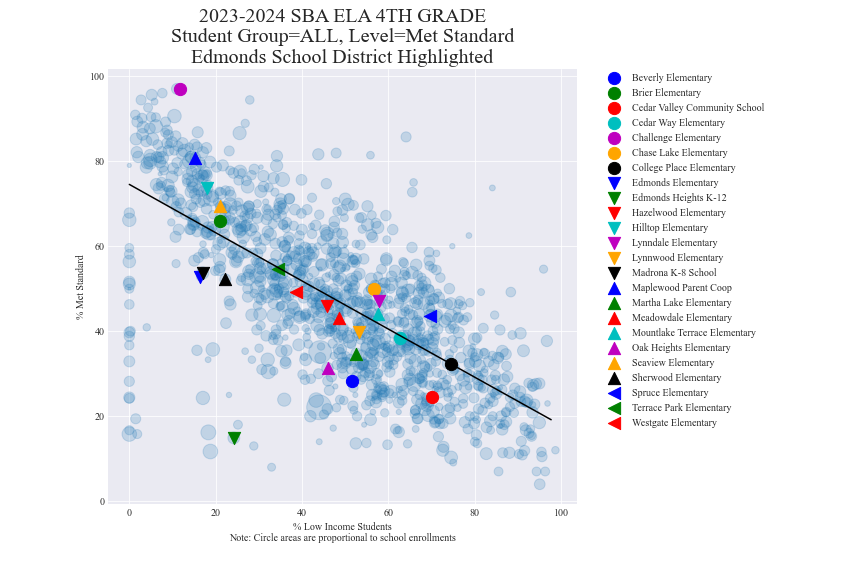 2023-2024 SBA ELA 4TH GRADE
Student Group=ALL, Level=Met Standard
Edmonds School District Highlighted
100
80
60
40
20
0
% Met Standard
0 20 40 60 80 100
% Low Income Students
Note: Circle areas are proportional to school enrollments
Beverly Elementary
Brier Elementary
Cedar Valley Community School
Cedar Way Elementary
Challenge Elementary
Chase Lake Elementary
College Place Elementary
Edmonds Elementary
Edmonds Heights K-12
Hazelwood Elementary
Hilltop Elementary
Lynndale Elementary
Lynnwood Elementary
Madrona K-8 School
Maplewood Parent Coop
Martha Lake Elementary
Meadowdale Elementary
Mountlake Terrace Elementary
Oak Heights Elementary
Seaview Elementary
Sherwood Elementary
Spruce Elementary
Terrace Park Elementary
Westgate Elementary